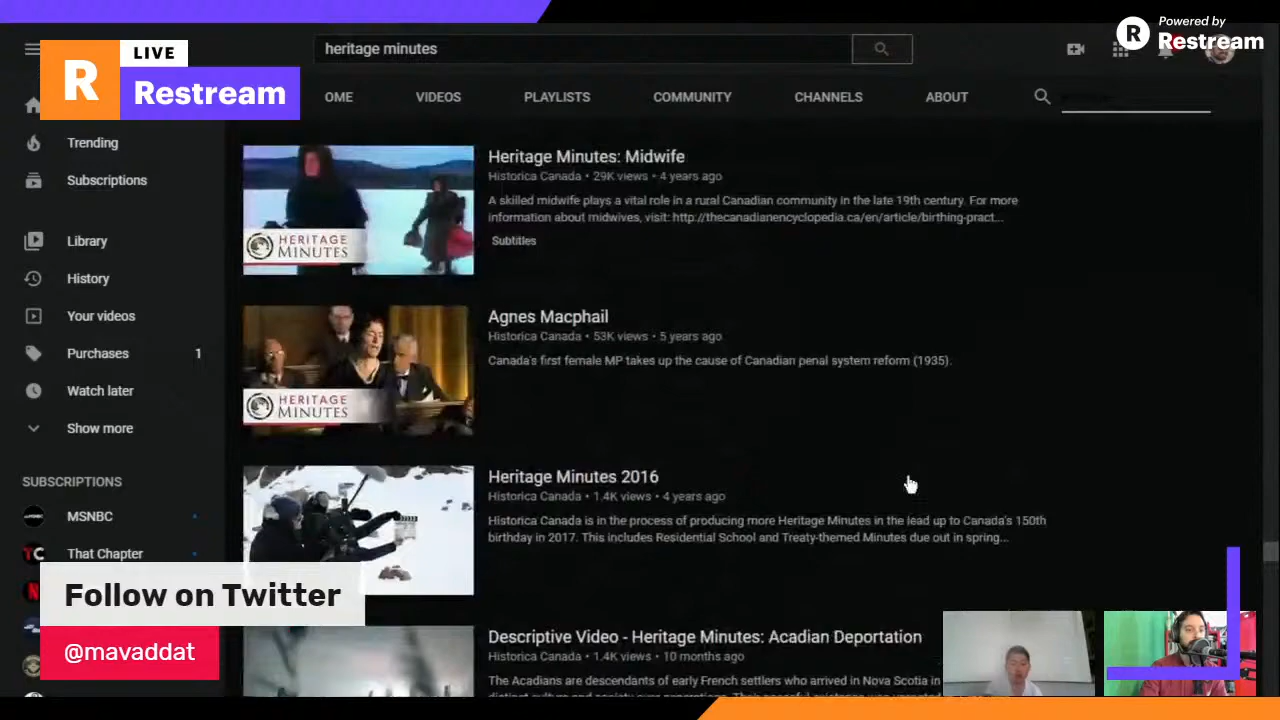 Powered by
R Restream
LIVE
R
Restream
heritage minutes
OME VIDEOS PLAYLISTS COMMUNITY CHANNELS ABOUT
Trending
Subscriptions
Library
History
Your videos
Purchases 1
Watch later
Show more
SUBSCRIPTIONS
MSNBC
TC That Chapter
N
Heritage Minutes: Midwife
Historica Canada • 29K views • 4 years ago
A skilled midwife plays a vital role in a rural Canadian community in the late 19th century. For more
information about midwives, visit: http://thecanadianencyclopedia.ca/en/article/birthing-pract...
Subtitles
HERITAGE
MINUTES
Agnes Macphail
Historica Canada • 53K views • 5 years ago
Canada's first female MP takes up the cause of Canadian penal system reform (1935).
HERITAGE
MINUTES
Heritage Minutes 2016
Historica Canada • 1.4K views • 4 years ago
Historica Canada is in the process of producing more Heritage Minutes in the lead up to Canada's 150th
birthday in 2017. This includes Residential School and Treaty-themed Minutes due out in spring...
Descriptive Video - Heritage Minutes: Acadian Deportation
Historica Canada • 1.4K views • 10 months ago
The Acadians are descendants of early French settlers who arrived in Nova Scotia in
Follow on Twitter
@mavaddat